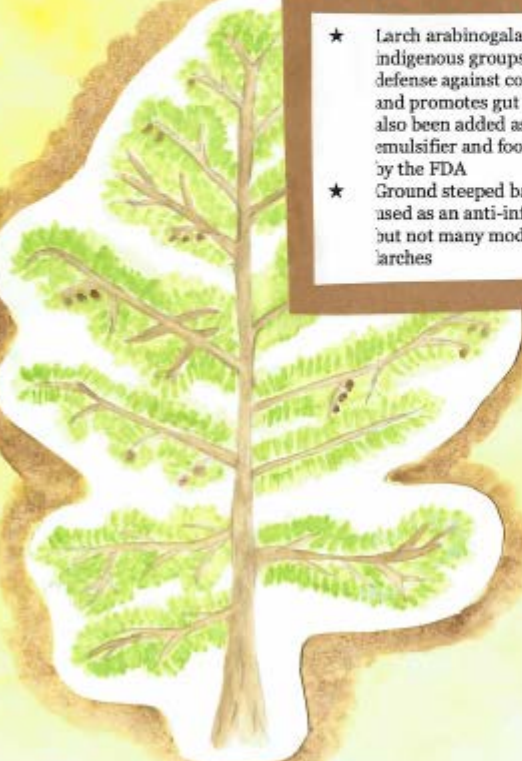 ★ Larch arabinogala
indigenous groups
defense against co
and promotes gut
also been added as
emulsifier and foo
by the FDA
★ Ground steeped ba
used as an anti-inf
but not many mod
larches